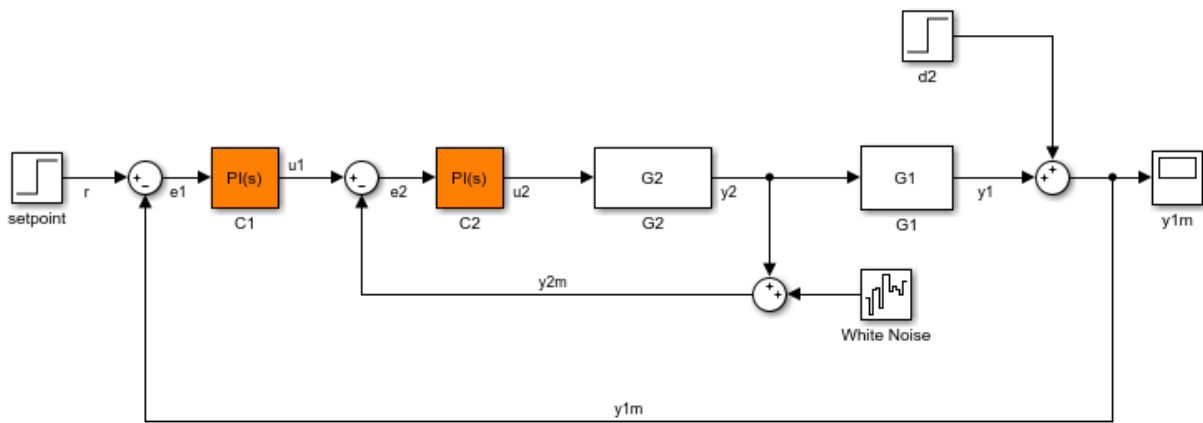 d2
PI(s)
u1
PI(s)
G2
G1
r
e1
e2
u2
y2
y1
setpoint
C1
C2
G2
G1
y1m
y2m
White Noise
y1m